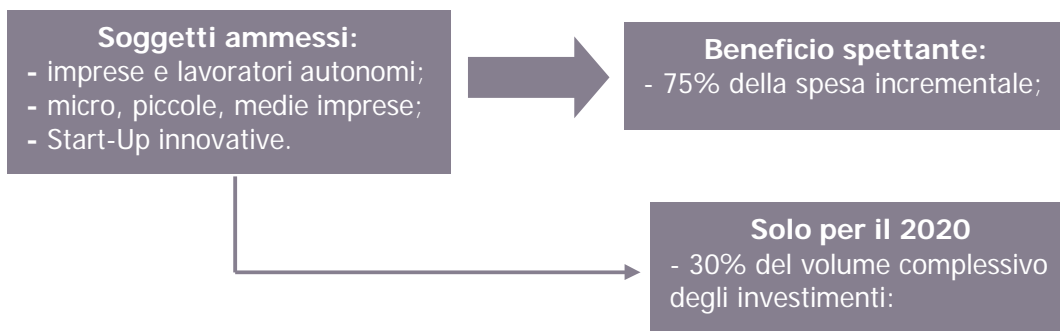 Soggetti ammessi:
- imprese e lavoratori autonomi;
- micro, piccole, medie imprese;
- Start-Up innovative.
Beneficio spettante:
- 75% della spesa incrementale;
Solo per il 2020
- 30% del volume complessivo
degli investimenti: